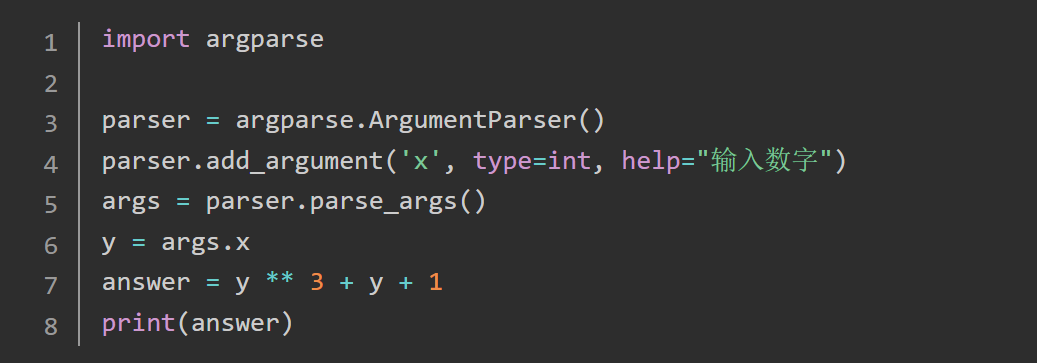 1 import argparse
2
3 parser = argparse.ArgumentParser()
4 parser.add_argument('x', type=int, help="输入数字")
5 args = parser.parse_args()
6 y = args.x
7 answer = y ** 3 + y + 1
8 print(answer)